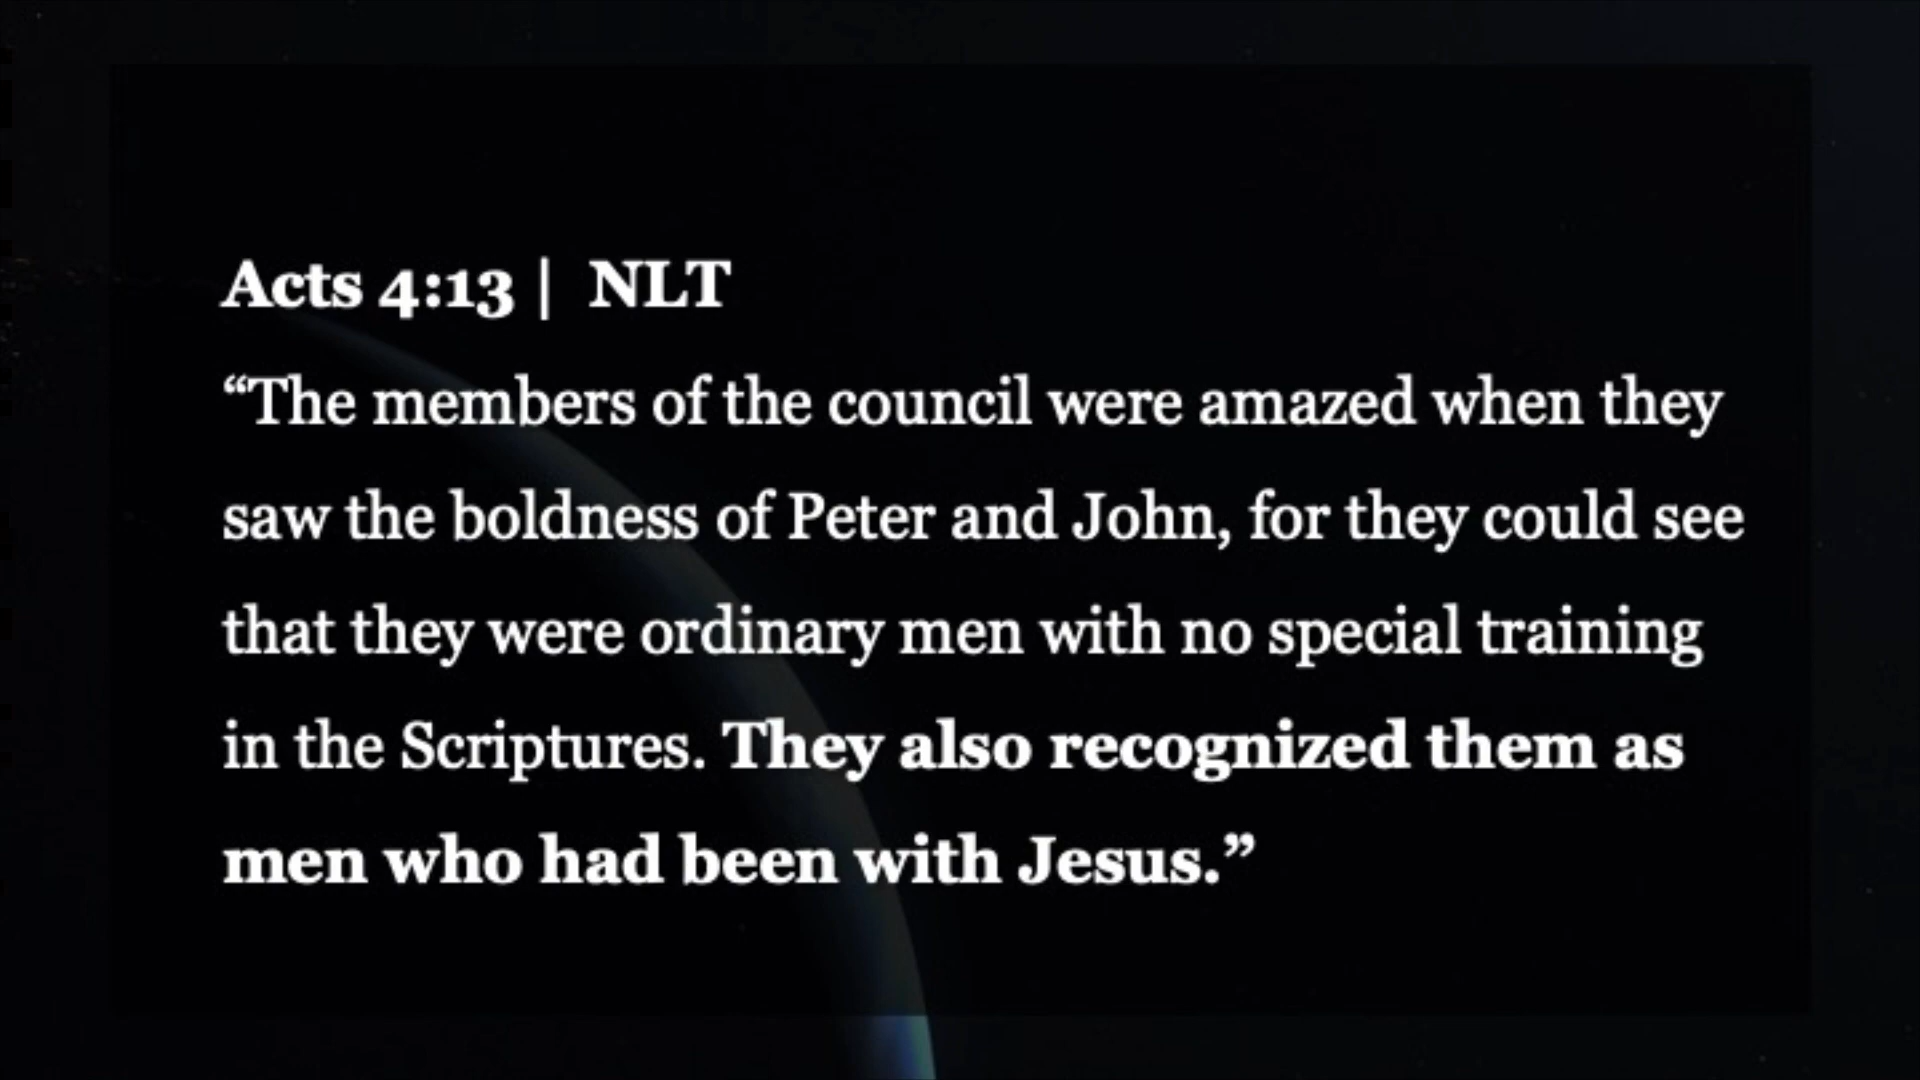 Acts 4:13 |  NLT
“The members of the council were amazed when they
saw the boldness of Peter and John, for they could see
that they were ordinary men with no special training
in the Scriptures. They also recognized them as
men who had been with Jesus.”